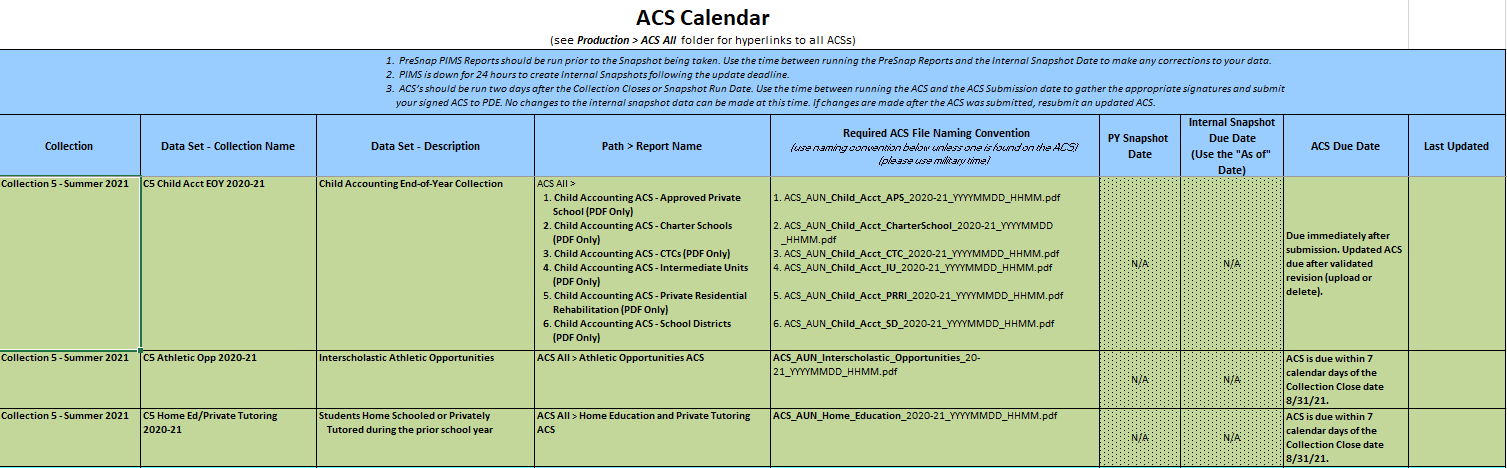 ACS Calendar
(see Production > ACS All folder for hyperlinks to all ACSs)
1. PreSnap PIMS Reports should be run prior to the Snapshot being taken. Use the time between running the PreSnap Reports and the Internal Snapshot Date to make any corrections to your data.
2. PIMS is down for 24 hours to create Internal Snapshots following the update deadline.
3. ACS's should be run two days after the Collection Closes or Snapshot Run Date. Use the time between running the ACS and the ACS Submission date to gather the appropriate signatures and submit
your signed ACS to PDE. No changes to the internal snapshot data can be made at this time. If changes are made after the ACS was submitted, resubmit an updated ACS.
Collection
Data Set - Collection Name
Data Set - Description
Path > Report Name
Required ACS File Naming Convention
(use naming convention below unless one is found on the ACS)
(please use military time)
PY Snapshot
Date
Internal Snapshot
Due Date
(Use the "As of"
Date)
ACS Due Date
Last Updated
Collection 5 - Summer 2021
C5 Child Acct EOY 2020-21
Child Accounting End-of-Year Collection
ACS All >
1. Child Accounting ACS - Approved Private
School (PDF Only)
2. Child Accounting ACS - Charter Schools
(PDF Only)
3. Child Accounting ACS - CTCs (PDF Only)
4. Child Accounting ACS - Intermediate Units
(PDF Only)
5. Child Accounting ACS - Private Residential
Rehabilitation (PDF Only)
6. Child Accounting ACS - School Districts
(PDF Only)
1. ACS_AUN_Child_Acct_APS_2020-21_YYYYMMDD_HHMM.pdf
2. ACS_AUN_Child_Acct_CharterSchool_2020-21_YYYYMMDD
_HHMM.pdf
3. ACS_AUN_Child_Acct_CTC_2020-21_YYYYMMDD_HHMM.pdf
4. ACS_AUN_Child_Acct_IU_2020-21_YYYYMMDD_HHMM.pdf
5. ACS_AUN_Child_Acct_PRRI_2020-21_YYYYMMDD_HHMM.pdf
6. ACS_AUN_Child_Acct_SD_2020-21_YYYYMMDD_HHMM.pdf
N/A
N/A
Due immediately after
submission. Updated ACS
due after validated
revision (upload or
delete).
Collection 5 - Summer 2021
C5 Athletic Opp 2020-21
Interscholastic Athletic Opportunities
ACS All > Athletic Opportunities ACS
ACS_AUN_Interscholastic_Opportunities_20-
21_YYYYMMDD_HHMM.pdf
N/A
N/A
ACS is due within 7
calendar days of the
Collection Close date
8/31/21.
Collection 5 - Summer 2021
C5 Home Ed/Private Tutoring
2020-21
Students Home Schooled or Privately
Tutored during the prior school year
ACS All > Home Education and Private Tutoring
ACS
ACS_AUN_Home_Education_2020-21_YYYYMMDD_HHMM.pdf
N/A
N/A
ACS is due within 7
calendar days of the
Collection Close date
8/31/21.